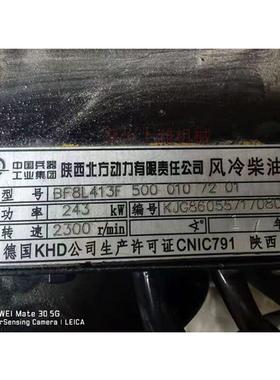 中国兵器
工业集团 陕西北方动力有限责任公司 风冷柴油
型 号 BF8L413F 500 010 72 01
功 率 243 kW 编号
转 速 2300 r/min
德国KHD公司生产许可证CNIC791 陕西
WEI Mate 30 5G
erSensing Camera | LEICA